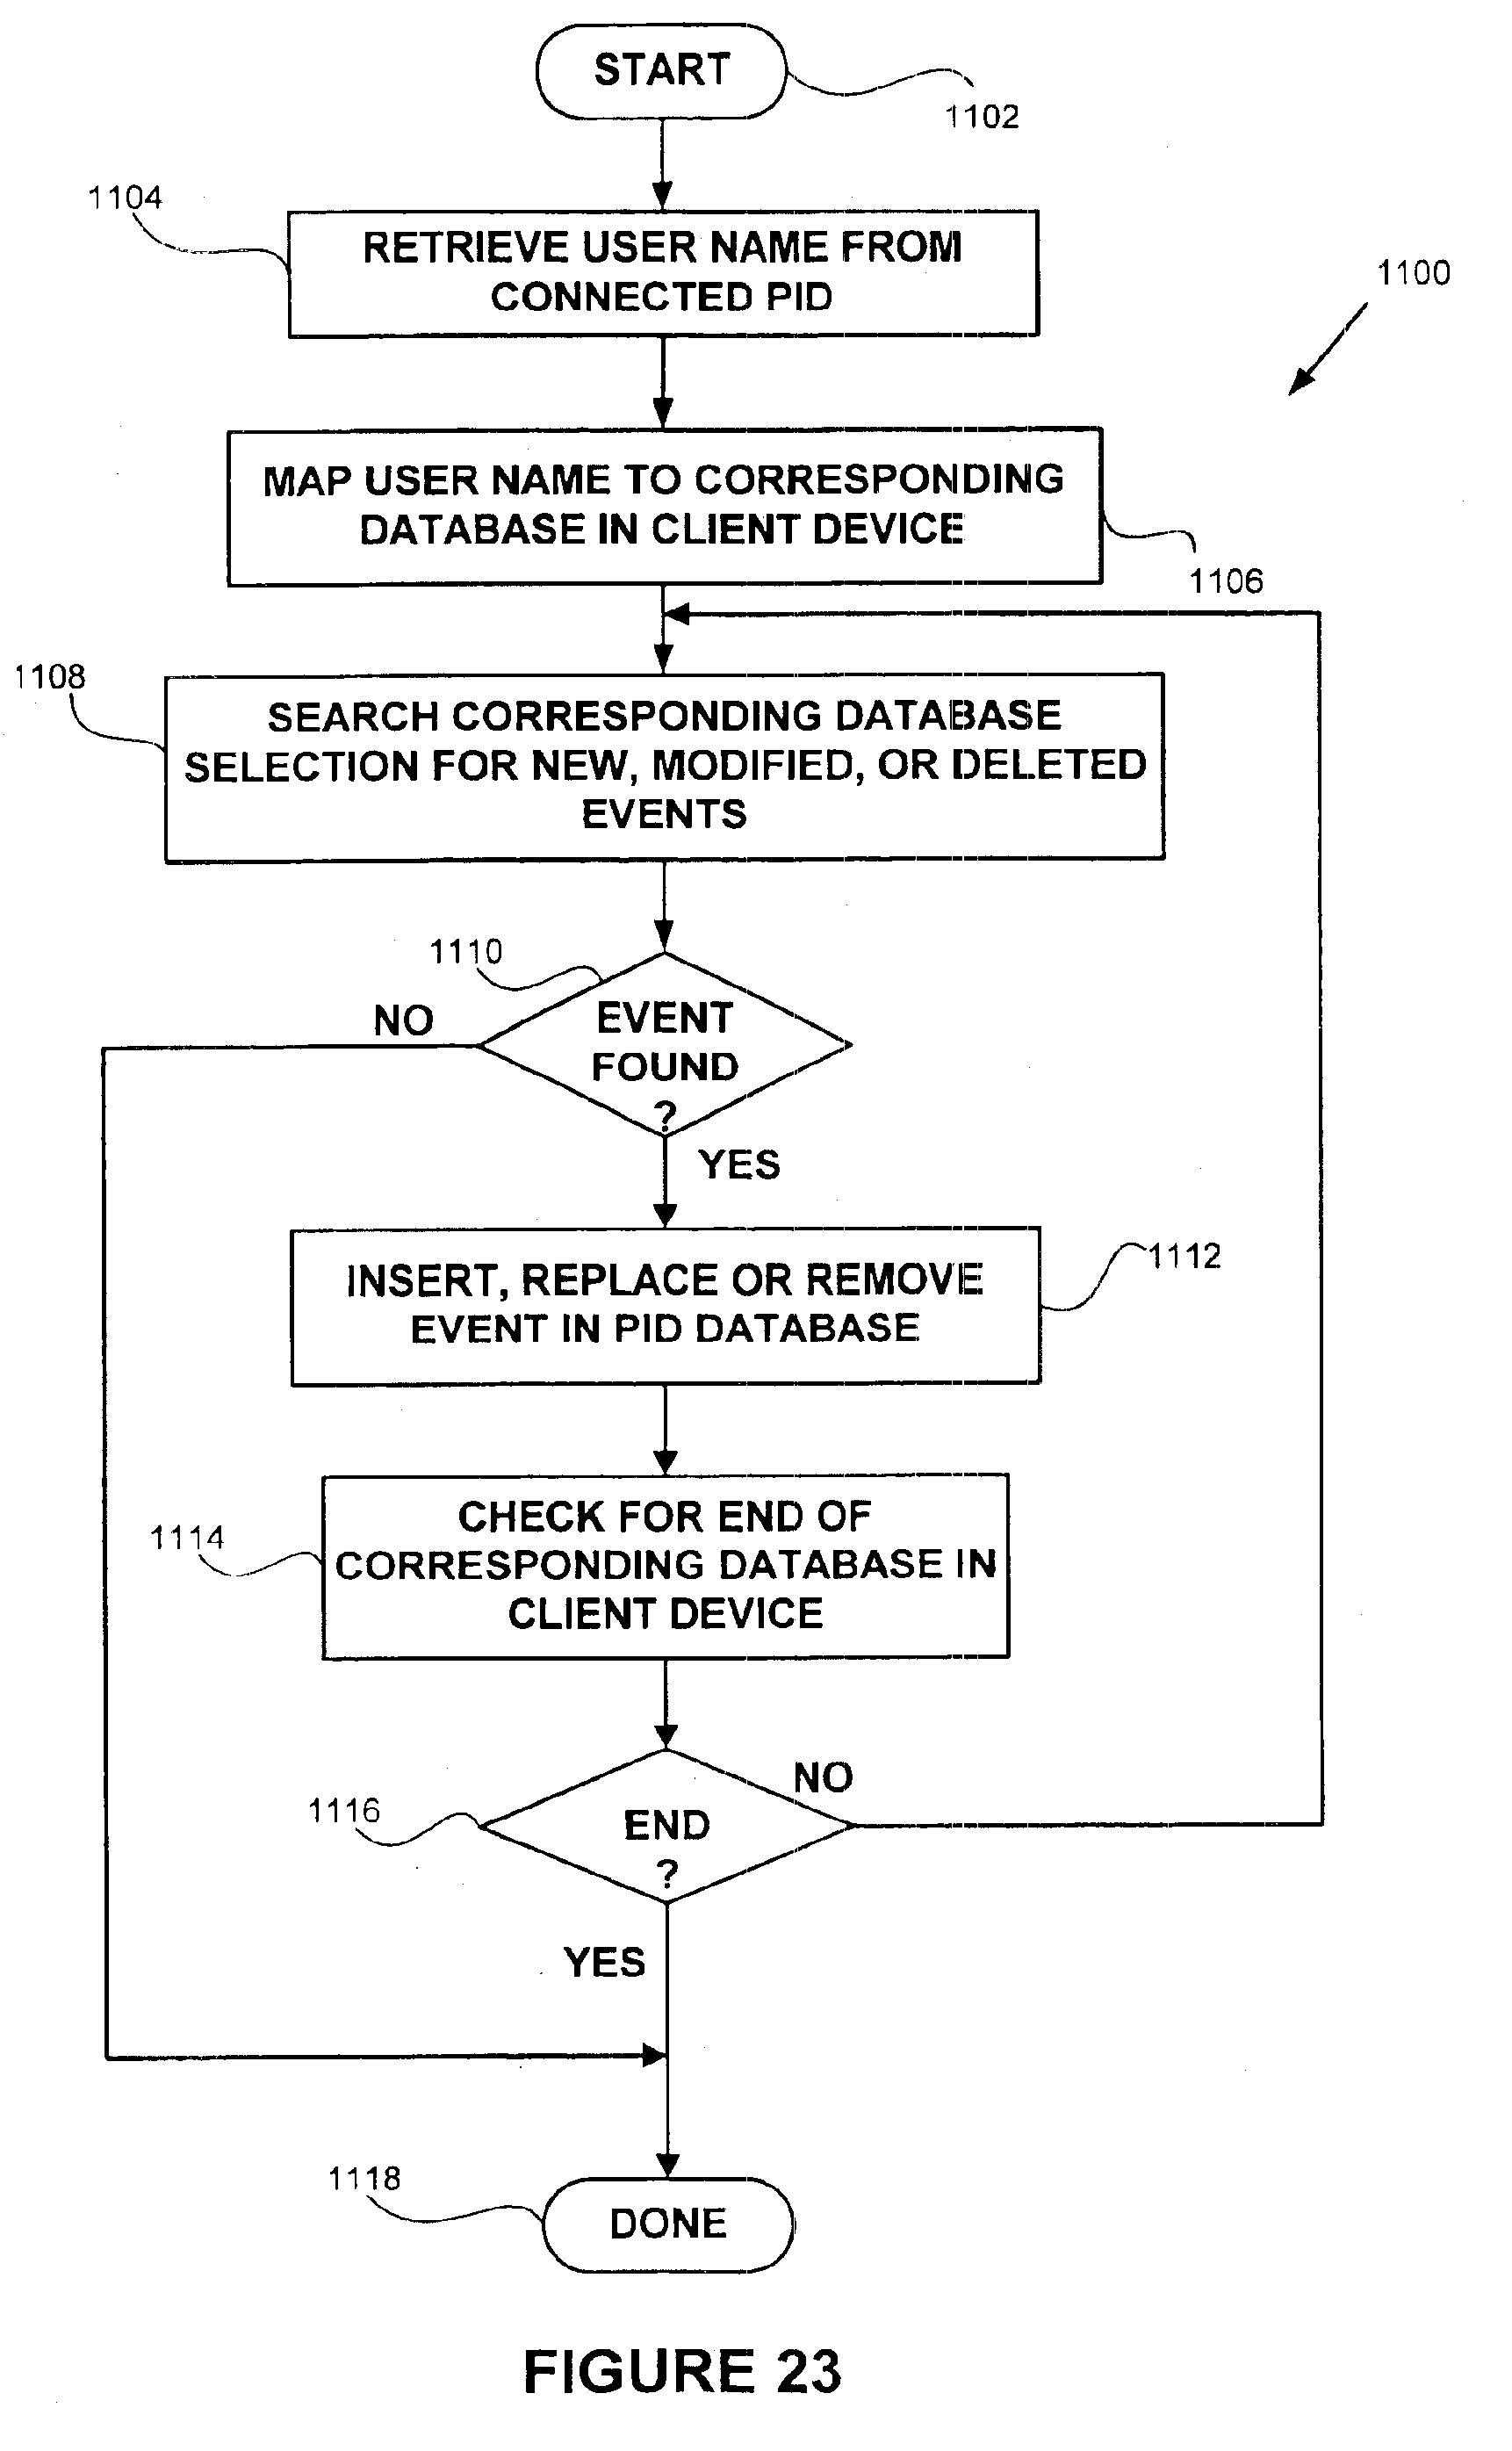 START
1102
1104
RETRIEVE USER NAME FROM
CONNECTED PID
1100
MAP USER NAME TO CORRESPONDING
DATABASE IN CLIENT DEVICE
1106
1108
SEARCH CORRESPONDING DATABASE
SELECTION FOR NEW, MODIFIED, OR DELETED
EVENTS
1110
NO
EVENT
FOUND
?
YES
INSERT, REPLACE OR REMOVE
EVENT IN PID DATABASE
1112
1114
CHECK FOR END OF
CORRESPONDING DATABASE IN
CLIENT DEVICE
1116
NO
END
?
YES
1118
DONE
FIGURE 23